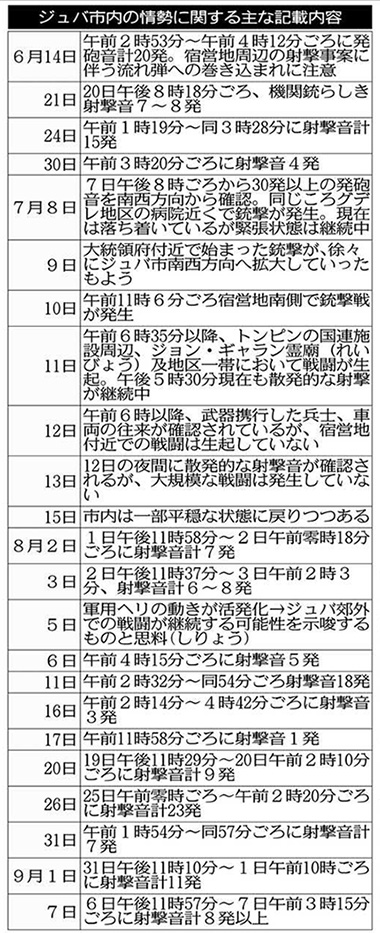 ジュバ市内の情勢に関する主な記載内容
6月14日
午前2時53分～午前4時12分ごろに発
砲音計20発。宿営地周辺の射撃事案に
伴う流れ弾への巻き込まれに注意
21日
20日午後8時18分ごろ、機関銃らしき
射撃音7～8発
24日
午前1時19分～同3時28分に射撃音計
15発
30日
午前3時20分ごろに射撃音4発
7月8日
7日午後8時ごろから30発以上の発砲
音を南西方向から確認。同じころグデ
レ地区の病院近くで銃撃が発生。現在
は落ち着いているが緊張状態は継続中
9日
大統領府付近で始まった銃撃が、徐々
にジュバ市南西方向へ拡大していった
もよう
10日
午前11時6分ごろ宿営地南側で銃撃戦
が発生
11日
午前6時35分以降、トンピンの国連施
設周辺、ジョン・ギャラン霊廟（れい
びょう）及地区一帯において戦闘が生
起。午後5時30分現在も散発的な射撃
が継続中
12日
午前6時以降、武器携行した兵士、車
両の往来が確認されているが、宿営地
付近での戦闘は生起していない
13日
12日の夜間に散発的な射撃音が確認さ
れるが、大規模な戦闘は発生していな
い
15日
市内は一部平穏な状態に戻りつつある
8月2日
1日午後11時58分～2日午前零時18分
ごろに射撃音計7発
3日
2日午後11時37分～3日午前2時3
分、射撃音計6～8発
5日
軍用ヘリの動きが活発化→ジュバ郊外
での戦闘が継続する可能性を示唆する
ものと思料（しりょう）
6日
午前4時15分ごろに射撃音5発
11日
午前2時32分～同54分ごろ射撃音18発
16日
午前2時14分～4時42分ごろに射撃音
3発
17日
午前11時58分ごろに射撃音1発
20日
19日午後11時29分～20日午前2時10分
ごろに射撃音計9発
26日
25日午前零時ごろ～午前2時20分ごろ
に射撃音計23発
31日
午前1時54分～同57分ごろに射撃音計
7発
9月1日
31日午後11時10分～1日午前10時ごろ
に射撃音計11発
7日
6日午後11時57分～7日午前3時15分
ごろに射撃音計8発以上